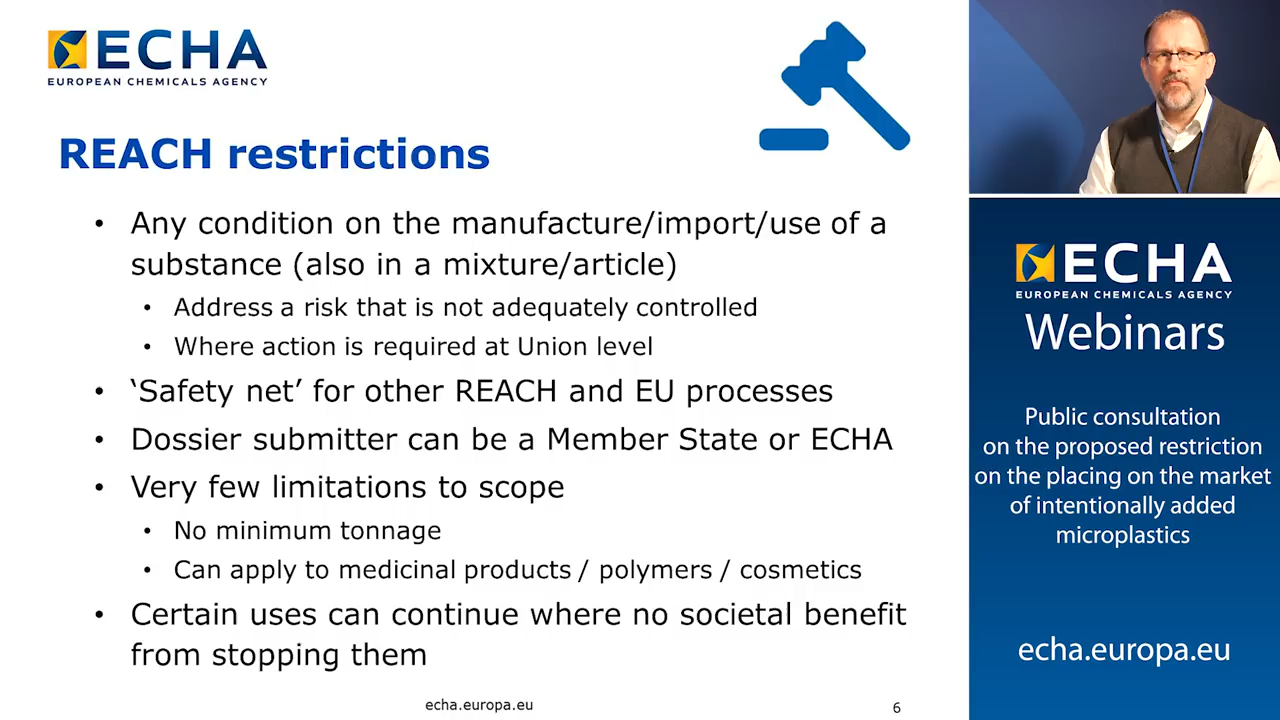 ECHA
EUROPEAN CHEMICALS AGENCY
REACH restrictions
• Any condition on the manufacture/import/use of a
substance (also in a mixture/article)
• Address a risk that is not adequately controlled
• Where action is required at Union level
• ‘Safety net’ for other REACH and EU processes
• Dossier submitter can be a Member State or ECHA
• Very few limitations to scope
• No minimum tonnage
• Can apply to medicinal products / polymers / cosmetics
• Certain uses can continue where no societal benefit
from stopping them
echa.europa.eu
6
ECHA
EUROPEAN CHEMICALS AGENCY
Webinars
Public consultation
on the proposed restriction
on the placing on the market
of intentionally added
microplastics
echa.europa.eu